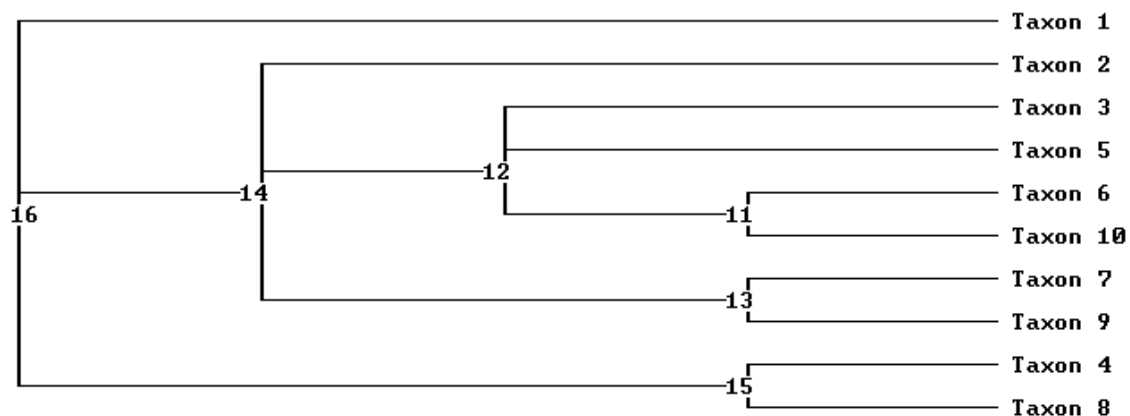 Taxon 1
Taxon 2
Taxon 3
Taxon 5
12
14
Taxon 6
16
11
Taxon 10
Taxon 7
13
Taxon 9
Taxon 4
15
Taxon 8